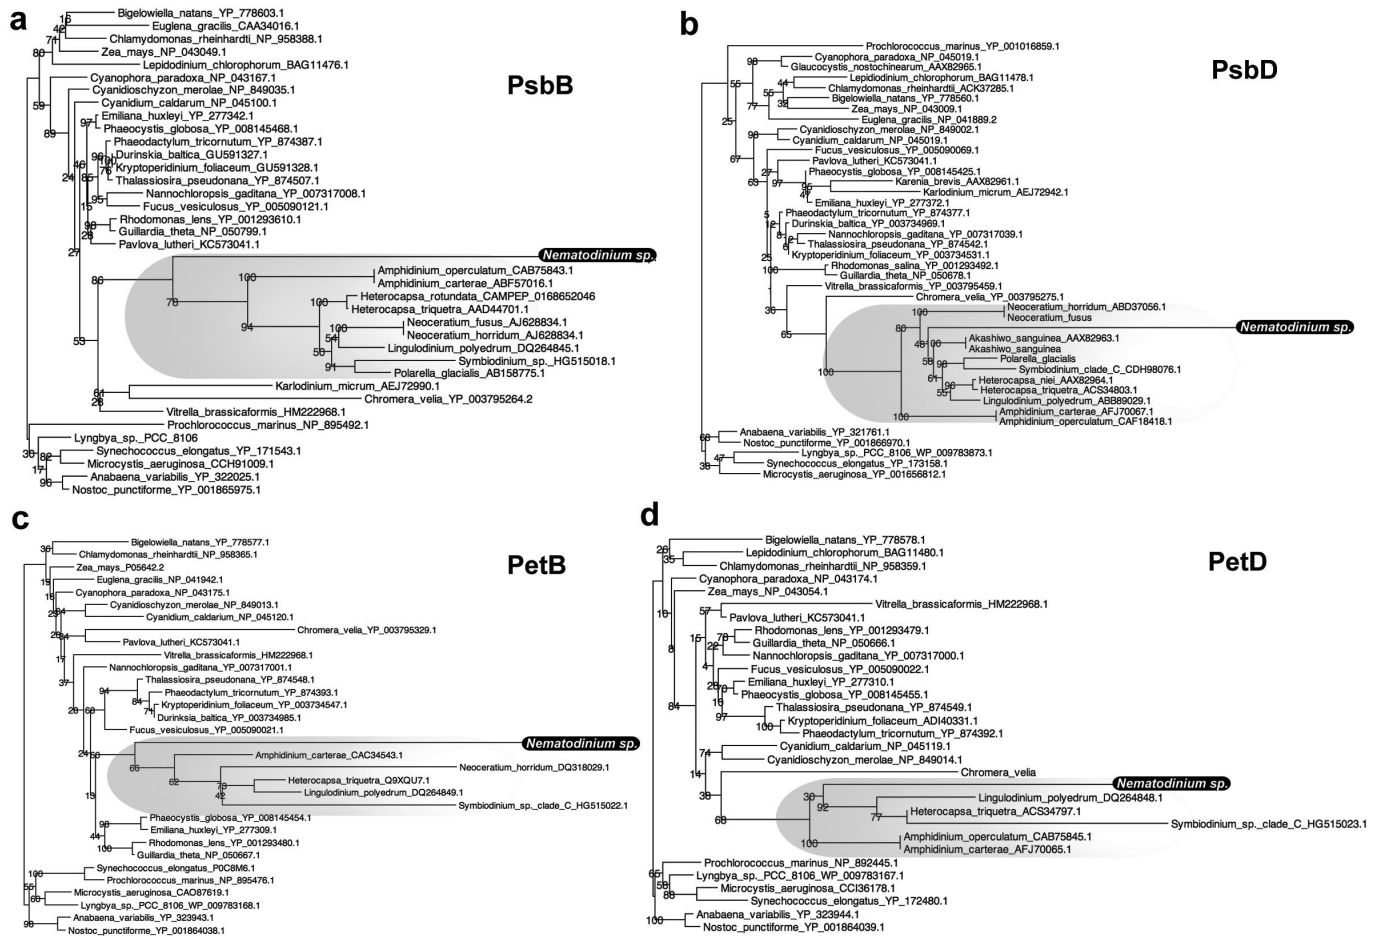 a
PsbB
Bigelowiella_natans_YP_778603.1
Euglena_gracilis_CAA34016.1
Chlamydomonas_rheinhardti_NP_958388.1
Zea_mays_NP_043049.1
Lepidodinium_chlorophorum_BAG11476.1
Cyanophora_paradoxa_NP_043167.1
Cyanidioschyzon_merolae_NP_849035.1
Cyanidium_caldarum_NP_045100.1
Emiliana_huxleyi_YP_277342.1
Phaeocystis_globosa_YP_008145468.1
Phaeodactylum_tricornutum_YP_874387.1
Durinskia_baltica_GU591327.1
Kryptoperidinium_foliaceum_GU591328.1
Thalassiosira_pseudonana_YP_874507.1
Nannochloropsis_gaditana_YP_007317008.1
Fucus_vesiculosus_YP_005090121.1
Rhodomonas_lens_YP_001293610.1
Guillardia_theta_NP_050799.1
Pavlova_lutheri_KC573041.1
Nematodinium sp.
Amphidinium_operculatum_CAB75843.1
Amphidinium_carterae_ABF57016.1
Heterocapsa_rotundata_CAMPEP_0168652046
Heterocapsa_triquetra_AAD44701.1
Neoceratium_fusus_AJ628834.1
Neoceratium_horridum_AJ628834.1
Lingulodinium_polyedrum_DQ264845.1
Symbiodinium_sp._HG515018.1
Polarella_glacialis_AB158775.1
Karlodinium_micrum_AEJ72990.1
Chromera_velia_YP_003795264.2
Vitrella_brassicaformis_HM222968.1
Prochlorococcus_marinus_NP_895492.1
Lyngbya_sp._PCC_8106
Synechococcus_elongatus_YP_171543.1
Microcystis_aeruginosa_CCH91009.1
Anabaena_variabilis_YP_322025.1
Nostoc_punctiforme_YP_001865975.1
b
PsbD
Prochlorococcus_marinus_YP_001016859.1
Cyanophora_paradoxa_NP_045019.1
Glaucocystis_nostochinearum_AAX82965.1
Lepidiodinium_chlorophorum_BAG11478.1
Chlamydomonas_rheinhardtii_ACK37285.1
Bigelowiella_natans_YP_778560.1
Zea_mays_NP_043009.1
Euglena_gracilis_NP_041889.2
Cyanidioschyzon_merolae_NP_849002.1
Cyanidium_caldarum_NP_045019.1
Fucus_vesiculosus_YP_005090069.1
Pavlova_lutheri_KC573041.1
Phaeocystis_globosa_YP_008145425.1
Karenia_brevis_AAX82961.1
Karlodinium_micrum_AEJ72942.1
Emiliana_huxleyi_YP_277372.1
Phaeodactylum_tricornutum_YP_874377.1
Durinskia_baltica_YP_003734969.1
Nannochloropsis_gaditana_YP_007317039.1
Thalassiosira_pseudonana_YP_874542.1
Kryptoperidinium_foliaceum_YP_003734531.1
Rhodomonas_salina_YP_001293492.1
Guillardia_theta_NP_050678.1
Vitrella_brassicaformis_YP_003795459.1
Chromera_velia_YP_003795275.1
Neoceratium_horridum_ABD37056.1
Neoceratium_fusus
Nematodinium sp.
Akashiwo_sanguinea_AAX82963.1
Akashiwo_sanguinea
Polarella_glacialis
Symbiodinium_clade_C_CDH98076.1
Heterocapsa_niei_AAX82964.1
Heterocapsa_triquetra_ACS34803.1
Lingulodinium_polyedrum_ABB89029.1
Amphidinium_carterae_AFJ70067.1
Amphidinium_operculatum_CAF18418.1
Anabaena_variabilis_YP_321761.1
Nostoc_punctiforme_YP_001866970.1
Lyngbya_sp._PCC_8106_WP_009783873.1
Synechococcus_elongatus_YP_173158.1
Microcystis_aeruginosa_YP_001656812.1
c
PetB
Bigelowiella_natans_YP_778577.1
Chlamydomonas_rheinhardtii_NP_958365.1
Zea_mays_P05642.2
Euglena_gracilis_NP_041942.1
Cyanophora_paradoxa_NP_043175.1
Cyanidioschyzon_merolae_NP_849013.1
Cyanidium_caldarium_NP_045120.1
Chromera_velia_YP_003795329.1
Pavlova_lutheri_KC573041.1
Vitrella_brassicaformis_HM222968.1
Nannochloropsis_gaditana_YP_007317001.1
Thalassiosira_pseudonana_YP_874548.1
Phaeodactylum_tricornutum_YP_874393.1
Kryptoperidinium_foliaceum_YP_003734547.1
Durinksia_baltica_YP_003734985.1
Fucus_vesiculosus_YP_005090021.1
Nematodinium sp.
Amphidinium_carterae_CAC34543.1
Neoceratium_horridum_DQ318029.1
Heterocapsa_triquetra_Q9XQU7.1
Lingulodinium_polyedrum_DQ264849.1
Symbiodinium_sp._clade_C_HG515022.1
Phaeocystis_globosa_YP_008145454.1
Emiliana_huxleyi_YP_277309.1
Rhodomonas_lens_YP_001293480.1
Guillardia_theta_NP_050667.1
Synechococcus_elongatus_P0C8M6.1
Prochlorococcus_marinus_NP_895476.1
Microcystis_aeruginosa_CAO87619.1
Lyngbya_sp._PCC_8106_WP_009783168.1
Anabaena_variabilis_YP_323943.1
Nostoc_punctiforme_YP_001864038.1
d
PetD
Bigelowiella_natans_YP_778578.1
Lepidodinium_chlorophorum_BAG11480.1
Chlamydomonas_rheinhardtii_NP_958359.1
Cyanophora_paradoxa_NP_043174.1
Zea_mays_NP_043054.1
Vitrella_brassicaformis_HM222968.1
Pavlova_lutheri_KC573041.1
Rhodomonas_lens_YP_001293479.1
Guillardia_theta_NP_050666.1
Nannochloropsis_gaditana_YP_007317000.1
Fucus_vesiculosus_YP_005090022.1
Emiliana_huxleyi_YP_277310.1
Phaeocystis_globosa_YP_008145455.1
Thalassiosira_pseudonana_YP_874549.1
Kryptoperidinium_foliaceum_ADI40331.1
Phaeodactylum_tricornutum_YP_874392.1
Cyanidium_caldarum_NP_045119.1
Cyanidioschyzon_merolae_NP_849014.1
Chromera_velia
Nematodinium sp.
Lingulodinium_polyedrum_DQ264848.1
Heterocapsa_triquetra_ACS34797.1
Symbiodinium_sp._clade_C_HG515023.1
Amphidinium_operculatum_CAB75845.1
Amphidinium_carterae_AFJ70065.1
Prochlorococcus_marinus_NP_892445.1
Lyngbya_sp._PCC_8106_WP_009783167.1
Microcystis_aeruginosa_CCI36178.1
Synechococcus_elongatus_YP_172480.1
Anabaena_variabilis_YP_323944.1
Nostoc_punctiforme_YP_001864039.1